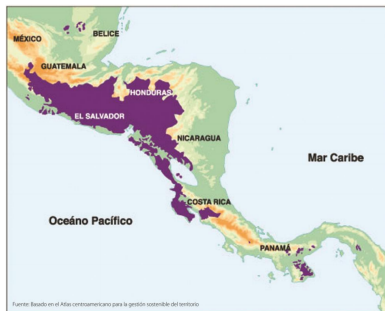 BELICE
MÉXICO
GUATEMALA
HONDURAS
EL SALVADOR
NICARAGUA
Mar Caribe
COSTA RICA
Oceáno Pacífico
PANAMÁ
Fuente: Basado en el Atlas centroamericano para la gestión sostenible del territorio